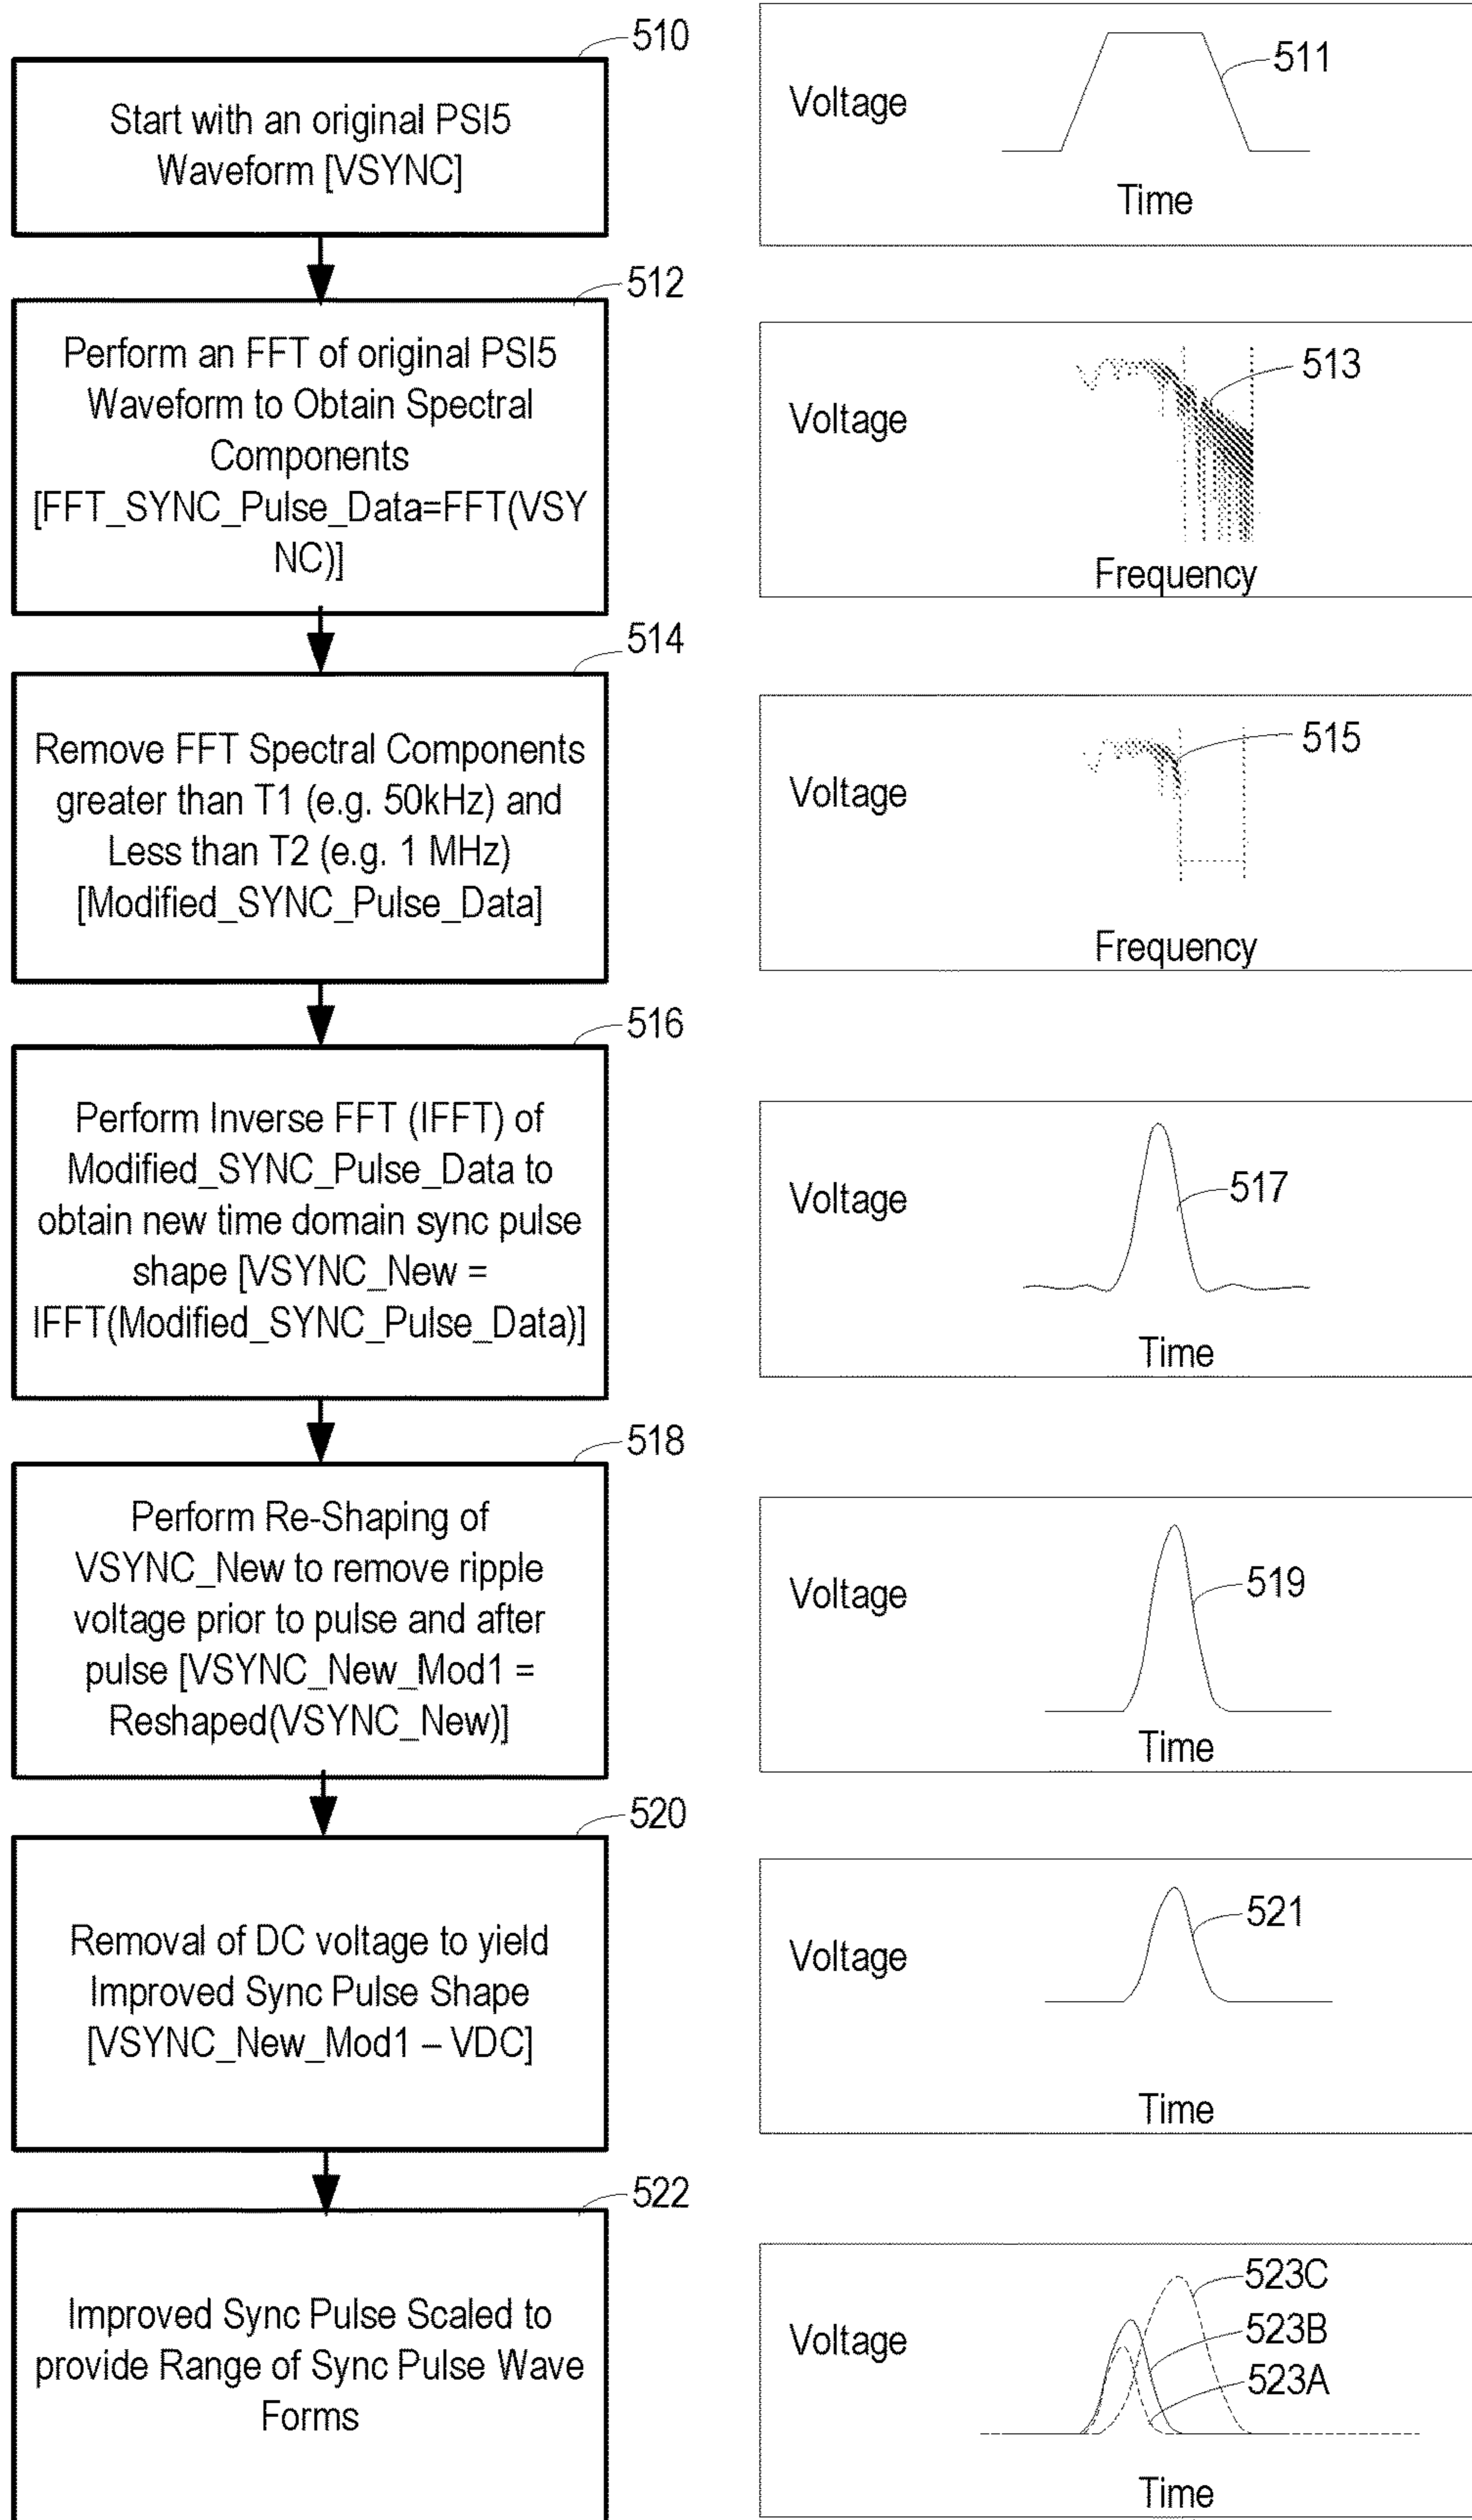 510
Start with an original PSI5
Waveform [VSYNC]
511
Voltage
Time
512
Perform an FFT of original PSI5
Waveform to Obtain Spectral
Components
[FFT_SYNC_Pulse_Data=FFT(VSY
NC)]
513
Voltage
Frequency
514
Remove FFT Spectral Components
greater than T1 (e.g. 50kHz) and
Less than T2 (e.g. 1 MHz)
[Modified_SYNC_Pulse_Data]
515
Voltage
Frequency
516
Perform Inverse FFT (IFFT) of
Modified_SYNC_Pulse_Data to
obtain new time domain sync pulse
shape [VSYNC_New =
IFFT(Modified_SYNC_Pulse_Data)]
517
Voltage
Time
518
Perform Re-Shaping of
VSYNC_New to remove ripple
voltage prior to pulse and after
pulse [VSYNC_New_Mod1 =
Reshaped(VSYNC_New)]
519
Voltage
Time
520
Removal of DC voltage to yield
Improved Sync Pulse Shape
[VSYNC_New_Mod1 – VDC]
521
Voltage
Time
522
Improved Sync Pulse Scaled to
provide Range of Sync Pulse Wave
Forms
523C
523B
523A
Voltage
Time